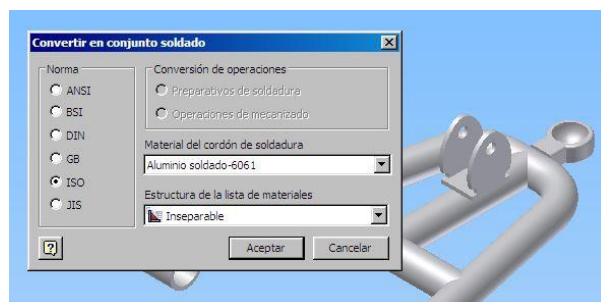 Convertir en conjunto soldado
Norma
ANSI
BSI
DIN
GB
ISO
JIS
Conversión de operaciones
Preparativos de soldadura
Operaciones de mecanizado
Material del cordón de soldadura
Aluminio soldado-6061
Estructura de la lista de materiales
Inseparable
Aceptar
Cancelar